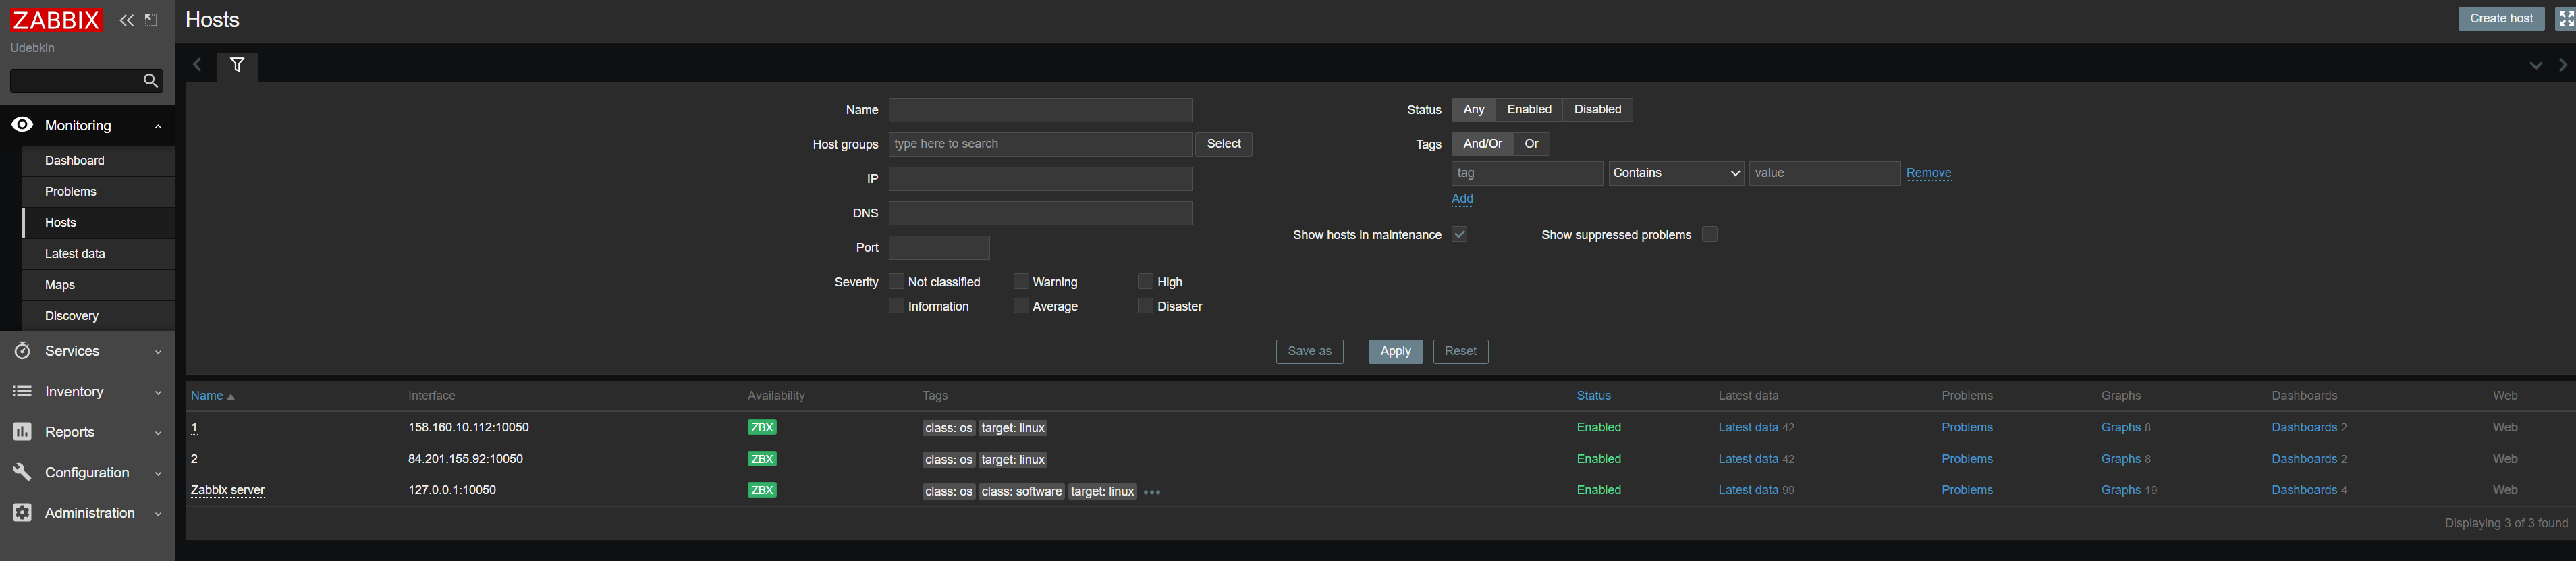 ZABBIX
Udebkin
Monitoring
Dashboard
Problems
Hosts
Latest data
Maps
Discovery
Services
Inventory
Reports
Configuration
Administration
Hosts
Create host
Name
Host groups type here to search Select
IP
DNS
Port
Severity Not classified Warning High
Information Average Disaster
Status Any Enabled Disabled
Tags And/Or Or
tag Contains value Remove
Add
Show hosts in maintenance Show suppressed problems
Save as Apply Reset
Name Interface Availability Tags Status Latest data Problems Graphs Dashboards Web
1 158.160.10.112:10050 ZBX class: os target: linux Enabled Latest data 42 Problems Graphs 8 Dashboards 2 Web
2 84.201.155.92:10050 ZBX class: os target: linux Enabled Latest data 42 Problems Graphs 8 Dashboards 2 Web
Zabbix server 127.0.0.1:10050 ZBX class: os class: software target: linux ••• Enabled Latest data 99 Problems Graphs 19 Dashboards 4 Web
Displaying 3 of 3 found